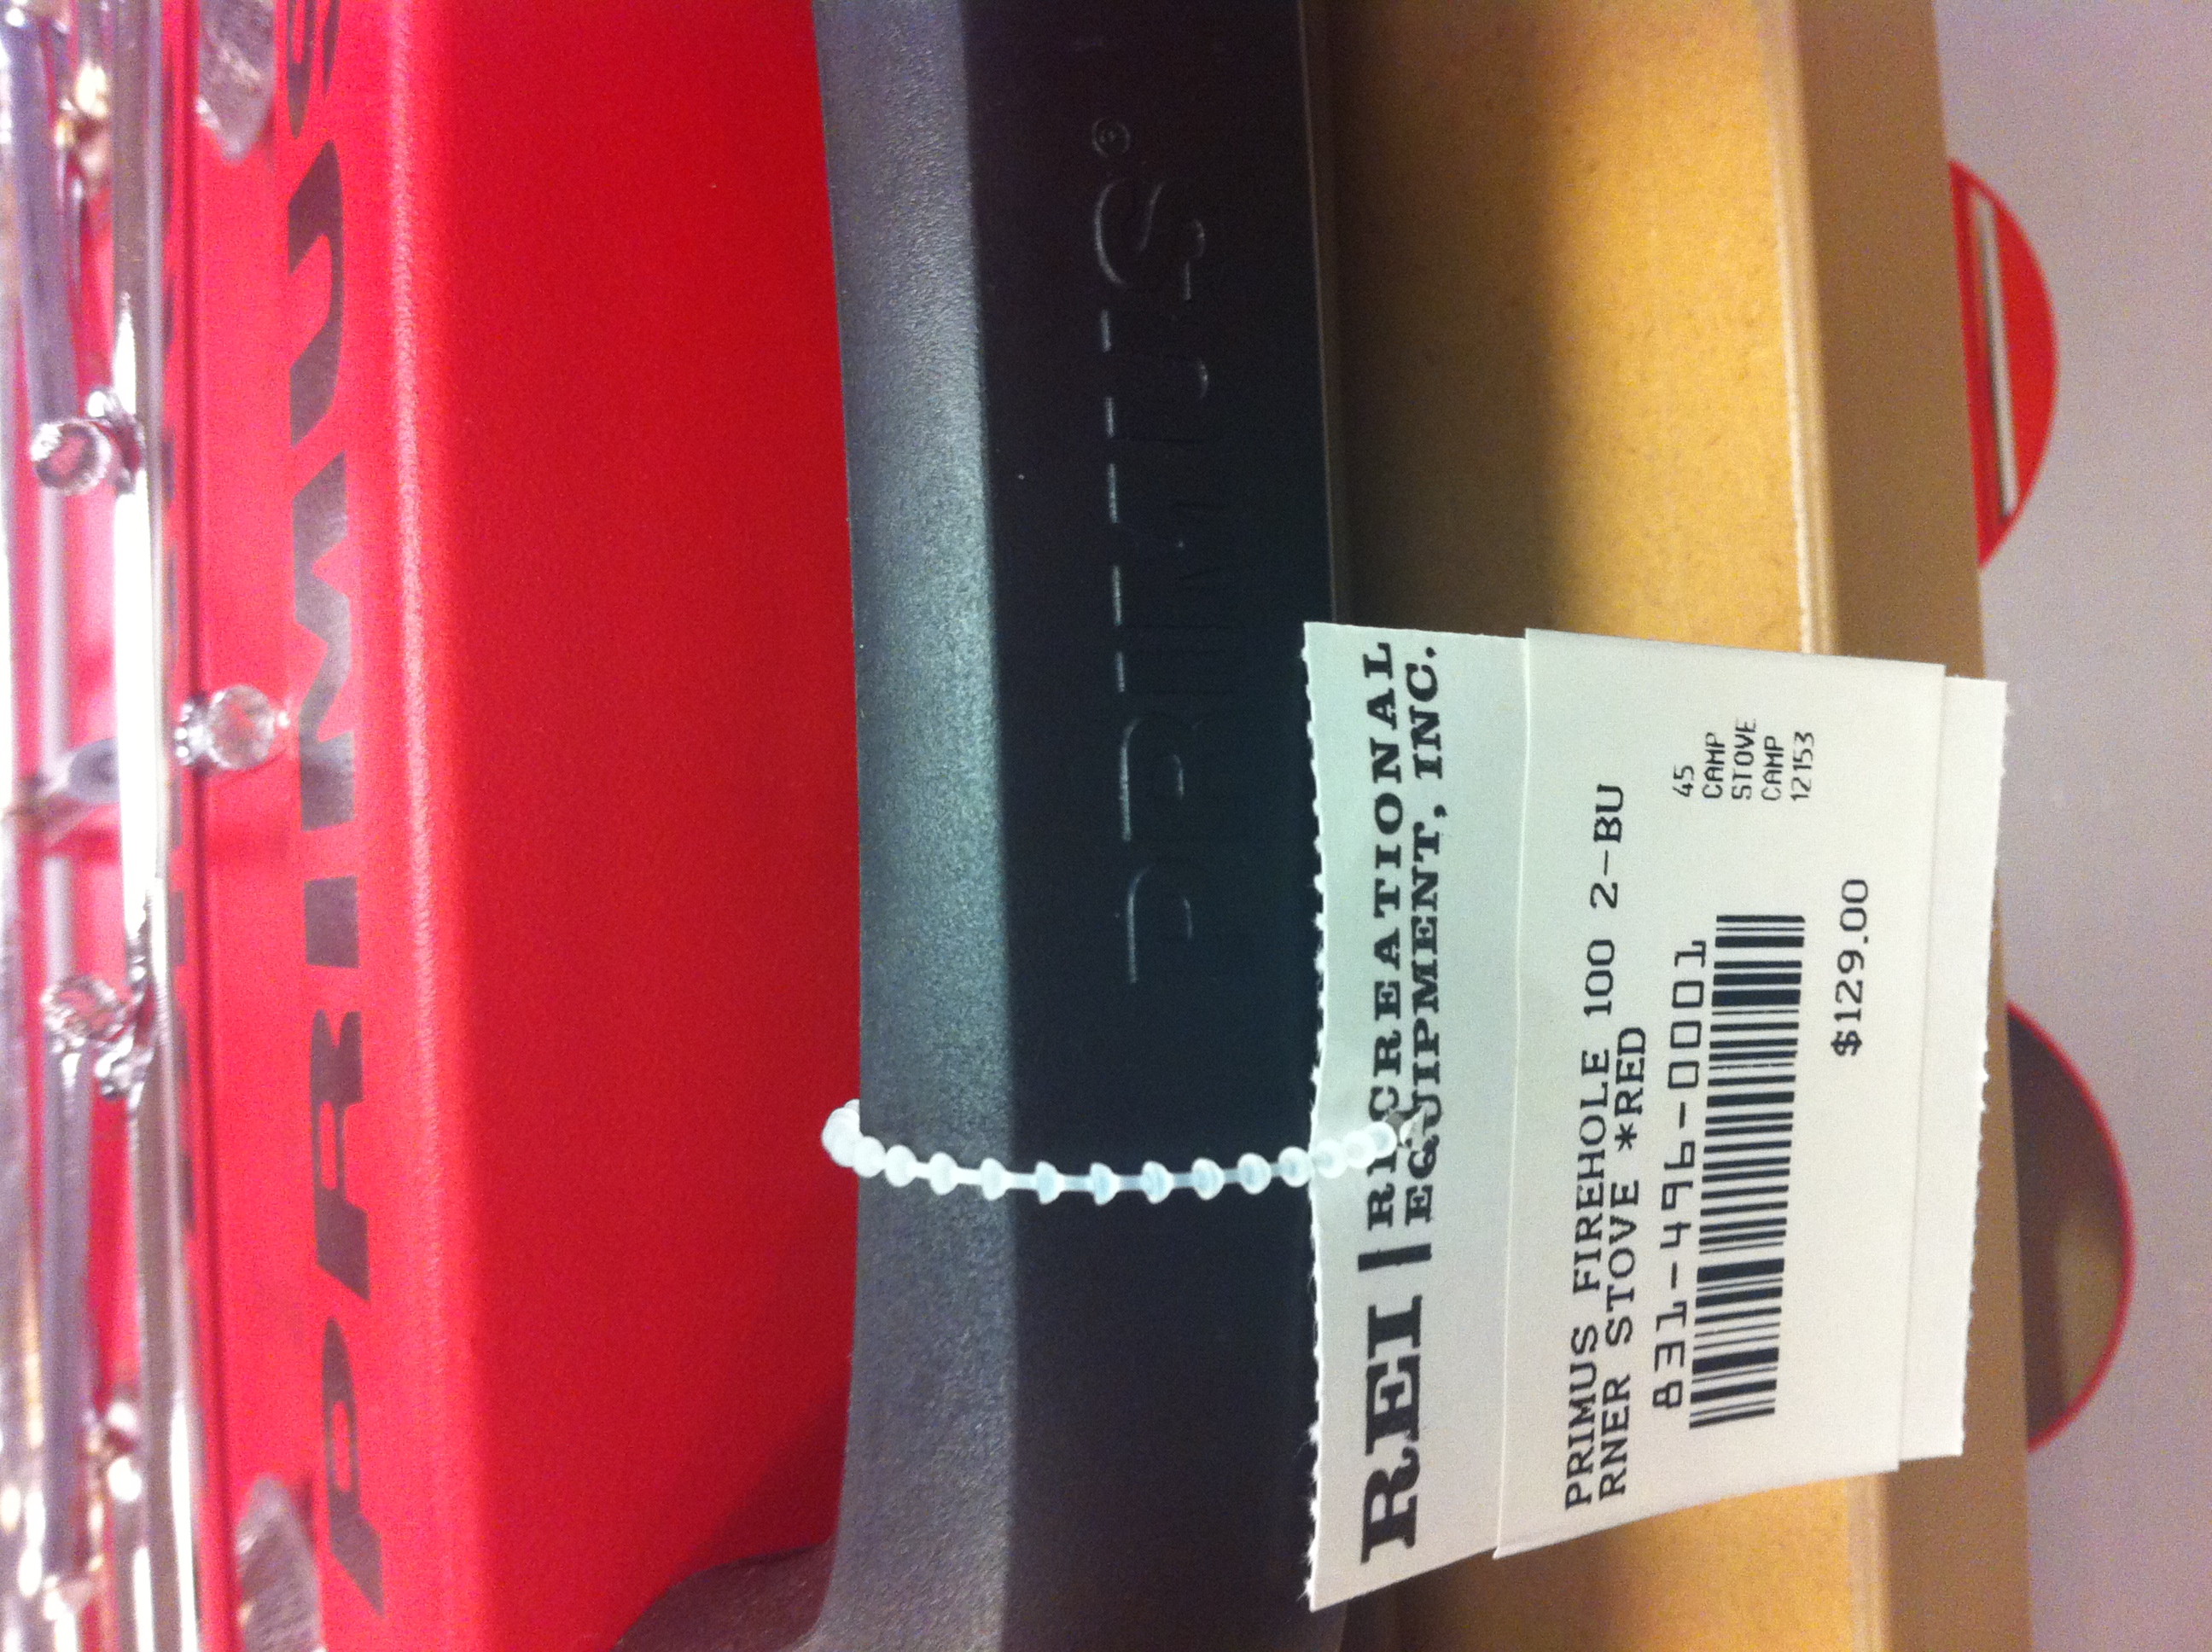 PRIMUS
PRIMUS®
REI | RECREATIONAL
EQUIPMENT, INC.
PRIMUS FIREHOLE 100 2-BU
RNER STOVE *RED
831-496-0001
45
CAMP
STOVE
CAMP
12153
$129.00